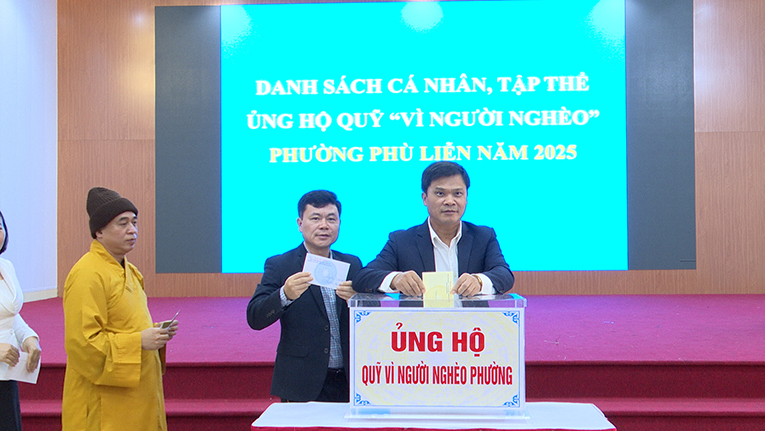 DANH SÁCH CÁ NHÂN, TẬP THỂ
ỦNG HỘ QUỸ “VÌ NGƯỜI NGHÈO”
PHƯỜNG PHÙ LIỄN NĂM 2025
ỦNG HỘ
QUỸ VÌ NGƯỜI NGHÈO PHƯỜNG